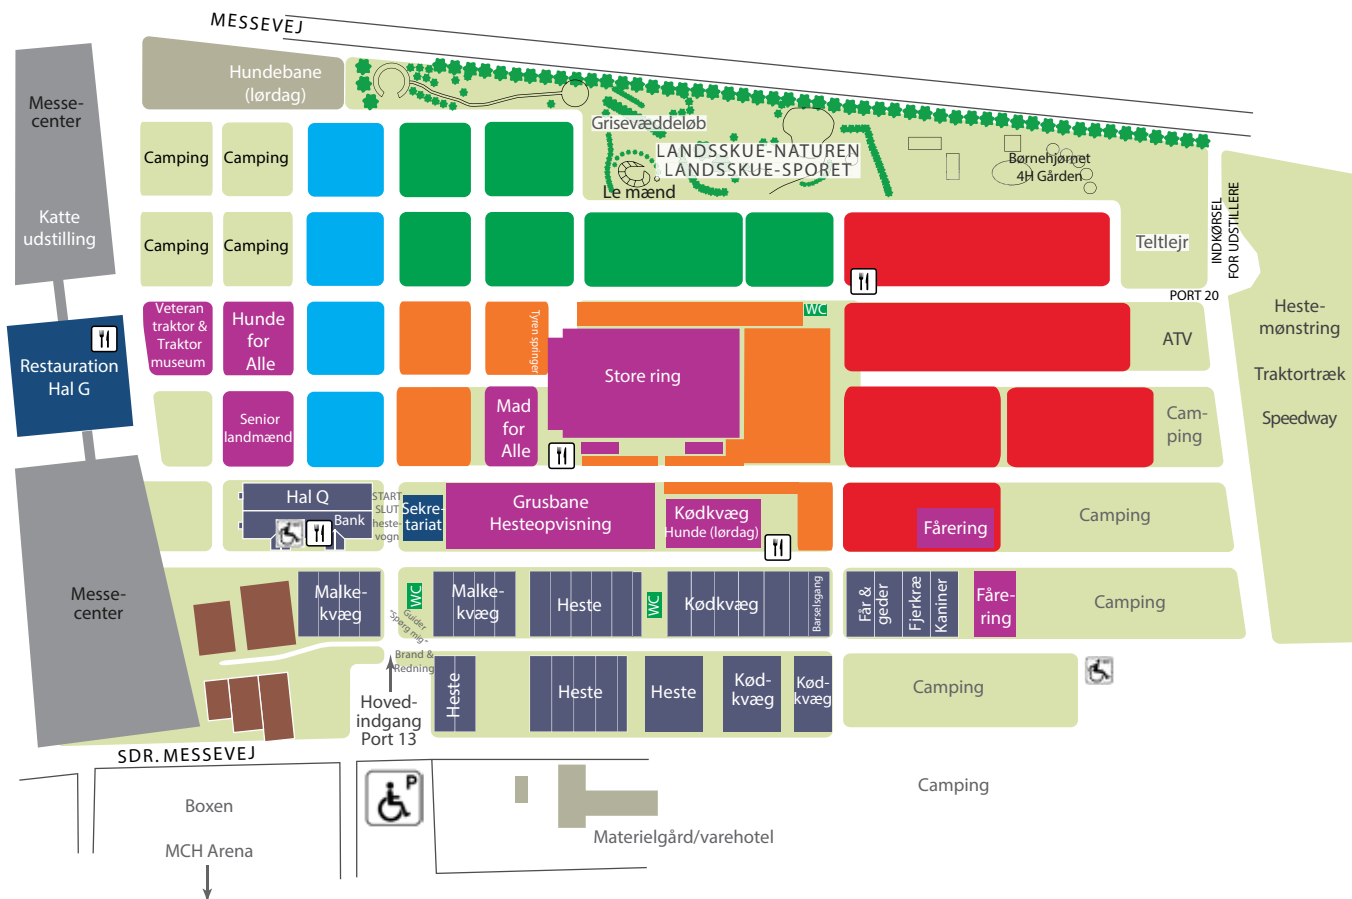 MESSEVEJ
Hundebane
(lørdag)
Messe-
center
Grisevæddeløb
LANDSSKUE-NATUREN
LANDSSKUE-SPORET
Le mænd
Børnehjørnet
4H Gården
Camping
Camping
Katte
udstilling
Camping
Camping
Teltlejr
INDKØRSEL
FOR UDSTILLERE
PORT 20
Veteran
traktor &
Traktor
museum
Hunde
for
Alle
Tyren springer
WC
Store ring
ATV
Heste-
mønstring
Traktortræk
Speedway
Restauration
Hal G
Senior
landmænd
Mad
for
Alle
Cam-
ping
Hal Q
Bank
START
SLUT
heste-
vogn
Sekre-
tariat
Grusbane
Hesteopvisning
Kødkvæg
Hunde (lørdag)
Fårering
Camping
Messe-
center
Malke-
kvæg
WC
Guider
"Spørg mig"
Malke-
kvæg
Heste
WC
Kødkvæg
Barselsgang
Får &
geder
Fjerkræ
Kaniner
Fåre-
ring
Camping
Brand &
Redning
Heste
Heste
Heste
Kød-
kvæg
Kød-
kvæg
Camping
Hoved-
indgang
Port 13
SDR. MESSEVEJ
P
Boxen
MCH Arena
Materielgård/varehotel
Camping